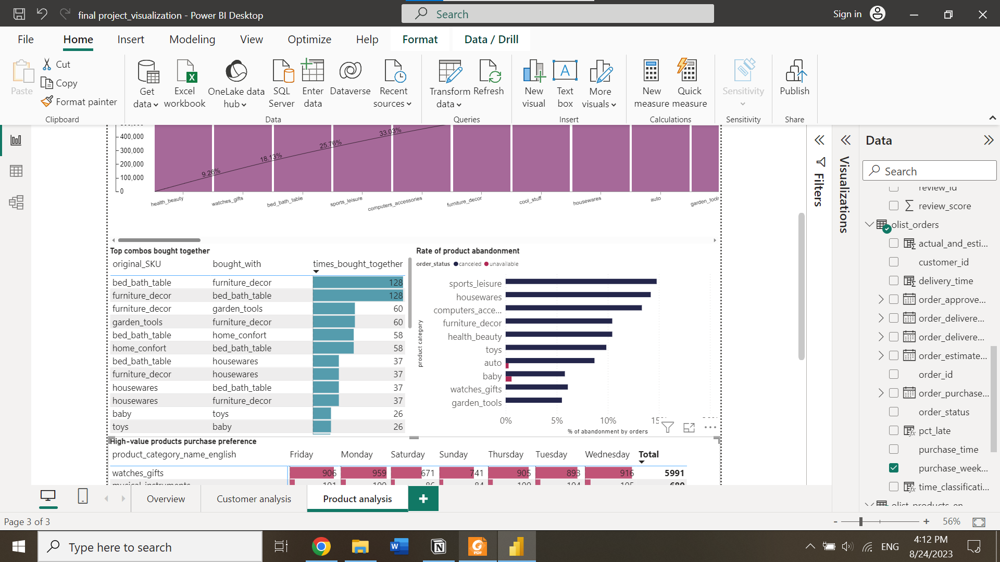 final project_visualization - Power BI Desktop
Search
Sign in
File Home Insert Modeling View Optimize Help Format Data / Drill
Paste
Cut
Copy
Format painter
Clipboard
Get data
Excel workbook
OneLake data hub
SQL Server
Enter data
Dataverse
Recent sources
Data
Transform data
Refresh
Queries
New visual
Text box
More visuals
Insert
New measure
Quick measure
Calculations
Sensitivity
Sensitivity
Publish
Share
400,000
300,000
200,000
100,000
0
9.26%
18.13%
25.76%
33.03%
health_beauty watches_gifts bed_bath_table sports_leisure computers_accessories furniture_decor cool_stuff housewares auto garden_tools
Top combos bought together
original_SKU bought_with times_bought_together
bed_bath_table furniture_decor 128
furniture_decor bed_bath_table 128
furniture_decor garden_tools 60
garden_tools furniture_decor 60
bed_bath_table home_confort 58
home_confort bed_bath_table 58
bed_bath_table housewares 37
furniture_decor housewares 37
housewares bed_bath_table 37
housewares furniture_decor 37
baby toys 26
toys baby 26
Rate of product abandonment
order_status canceled unavailable
product category
sports_leisure
housewares
computers_acce...
furniture_decor
health_beauty
toys
auto
baby
watches_gifts
garden_tools
0% 5% 10%
% of abandonment by orders
High-value products purchase preference
product_category_name_english Friday Monday Saturday Sunday Thursday Tuesday Wednesday Total
watches_gifts 906 959 671 741 905 893 916 5991
Filters
Visualizations
Data
Search
review_id
review_score
olist_orders
actual_and_esti...
customer_id
delivery_time
order_approve...
order_delivere...
order_delivere...
order_estimate...
order_id
order_purchase...
order_status
pct_late
purchase_time
purchase_week...
time_classificati...
Overview Customer analysis Product analysis
Page 3 of 3
- + 56%
Type here to search
ENG
4:12 PM
8/24/2023